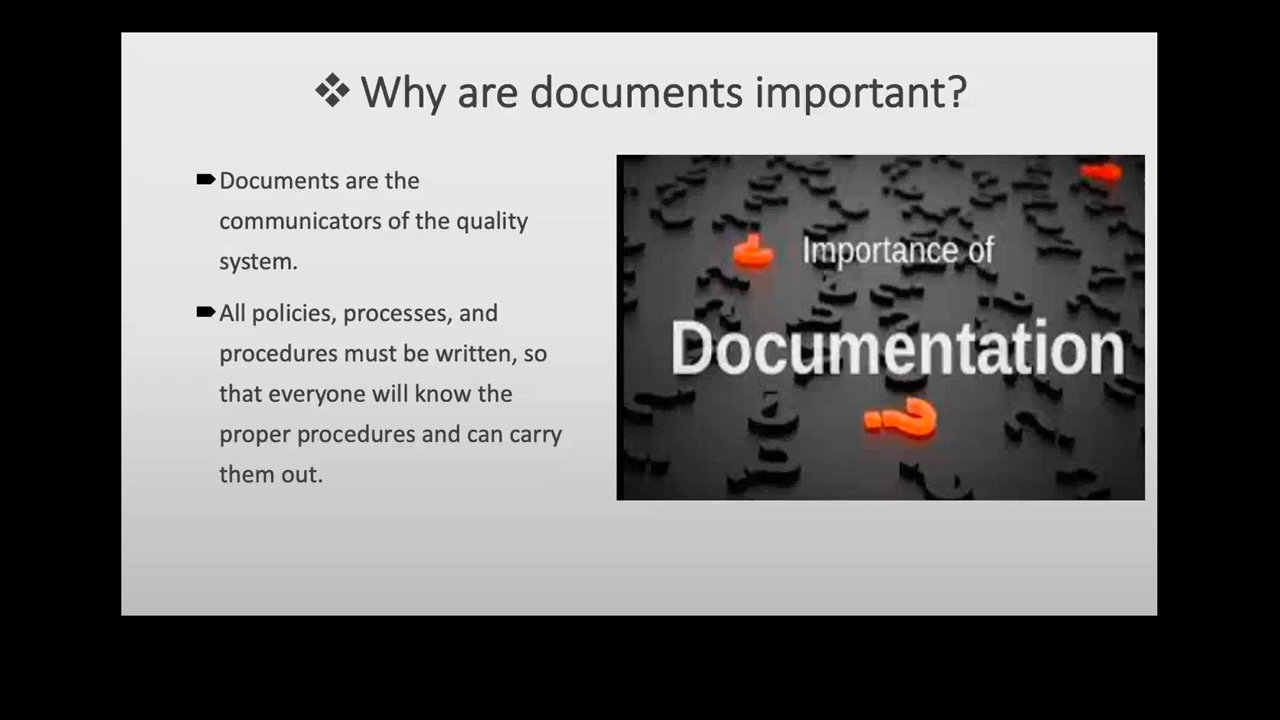 ❖ Why are documents important?
Documents are the
communicators of the quality
system.
All policies, processes, and
procedures must be written, so
that everyone will know the
proper procedures and can carry
them out.
Importance of
Documentation